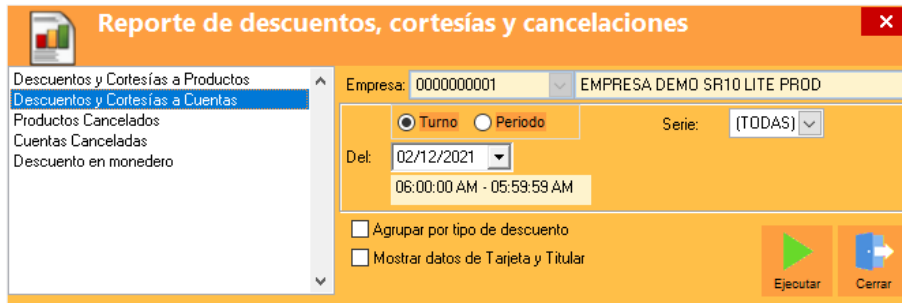 Reporte de descuentos, cortesías y cancelaciones
Descuentos y Cortesías a Productos
Descuentos y Cortesías a Cuentas
Productos Cancelados
Cuentas Canceladas
Descuento en monedero
Empresa: 0000000001 EMPRESA DEMO SR10 LITE PROD
Turno Periodo Serie: (TODAS)
Del: 02/12/2021
06:00:00 AM - 05:59:59 AM
Agrupar por tipo de descuento
Mostrar datos de Tarjeta y Titular
Ejecutar Cerrar